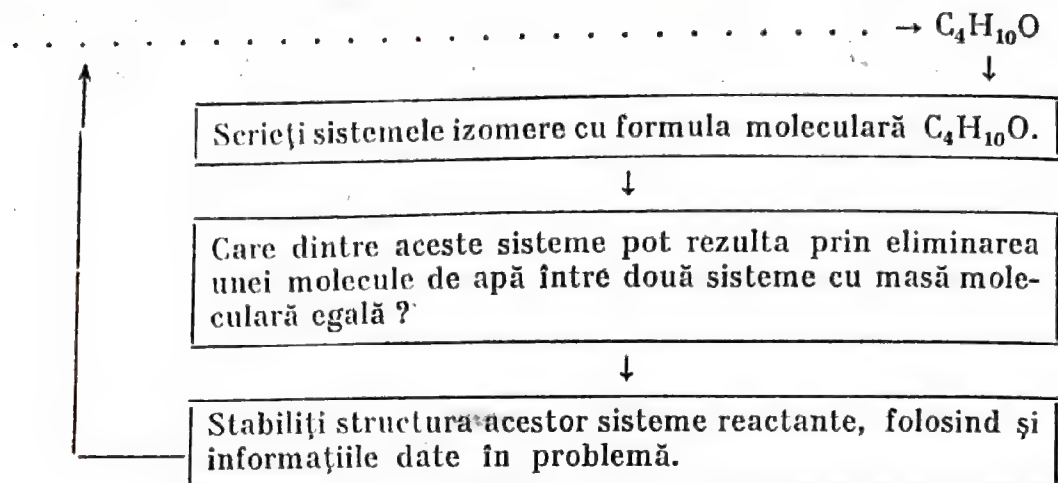 . . . . . . . . . . . . . . . . . . . . . . . . . . . . . . . → C₄H₁₀O
↓
Scrieţi sistemele izomere cu formula moleculară C₄H₁₀O.
↓
Care dintre aceste sisteme pot rezulta prin eliminarea
unei molecule de apă între două sisteme cu masă mole-
culară egală ?
↓
Stabiliţi structura acestor sisteme reactante, folosind şi
informaţiile date în problemă.